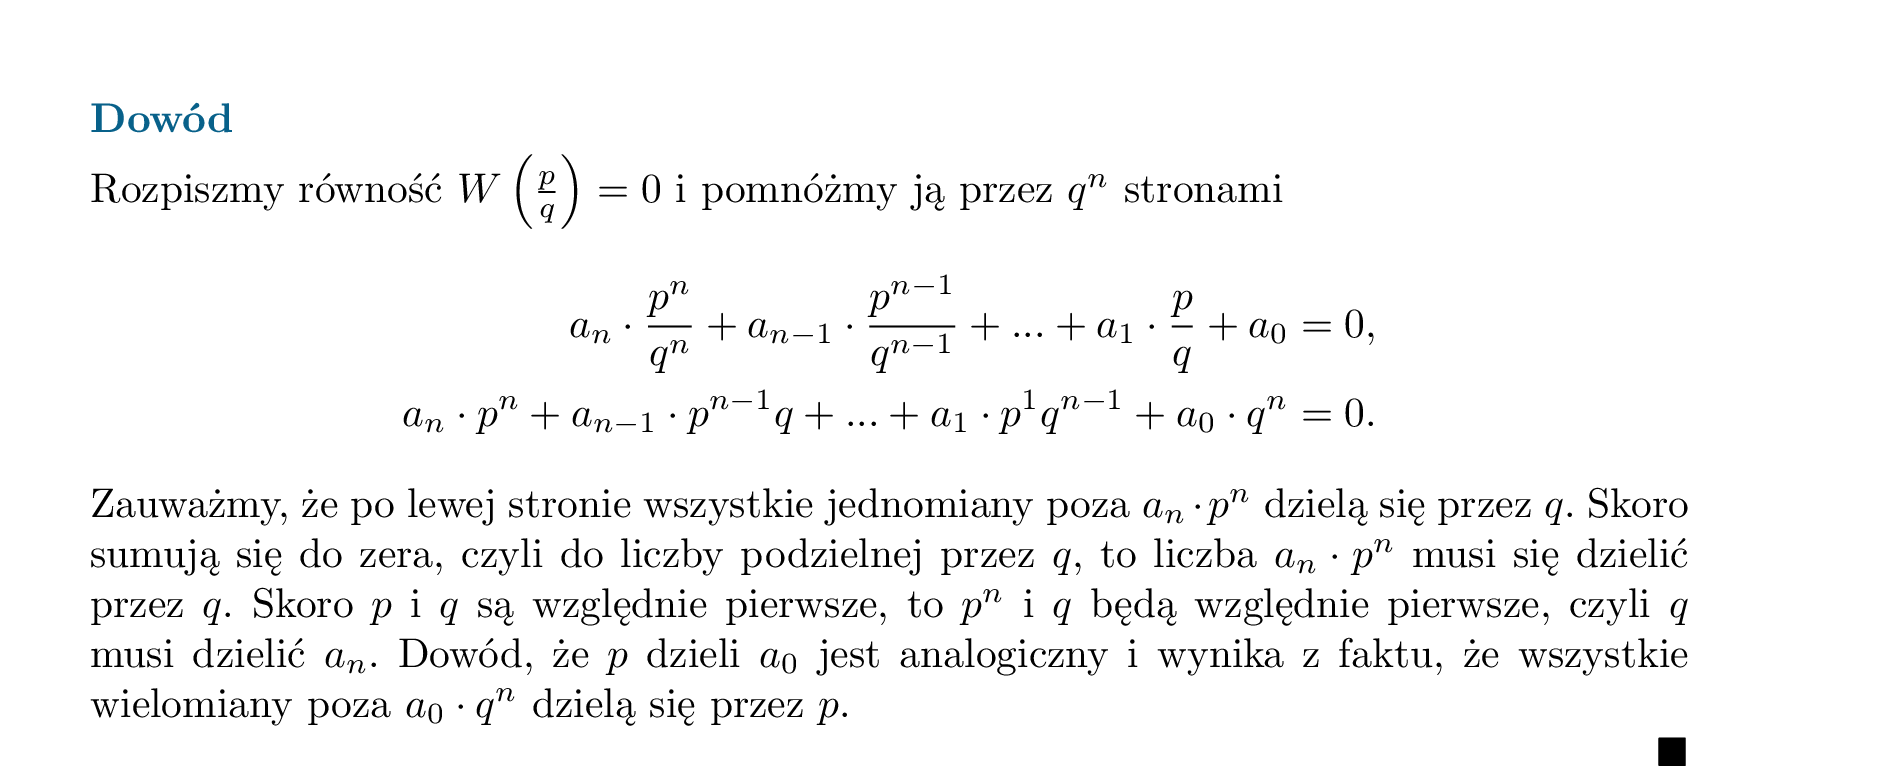 Dowód
Rozpiszmy równość $W\left(\frac{p}{q}\right) = 0$ i pomnóżmy ją przez $q^n$ stronami
$a_n \cdot \frac{p^n}{q^n} + a_{n-1} \cdot \frac{p^{n-1}}{q^{n-1}} + ... + a_1 \cdot \frac{p}{q} + a_0 = 0,$
$a_n \cdot p^n + a_{n-1} \cdot p^{n-1}q + ... + a_1 \cdot p^1q^{n-1} + a_0 \cdot q^n = 0.$
Zauważmy, że po lewej stronie wszystkie jednomiany poza $a_n \cdot p^n$ dzielą się przez $q$. Skoro
sumują się do zera, czyli do liczby podzielnej przez $q$, to liczba $a_n \cdot p^n$ musi się dzielić
przez $q$. Skoro $p$ i $q$ są względnie pierwsze, to $p^n$ i $q$ będą względnie pierwsze, czyli $q$
musi dzielić $a_n$. Dowód, że $p$ dzieli $a_0$ jest analogiczny i wynika z faktu, że wszystkie
wielomiany poza $a_0 \cdot q^n$ dzielą się przez $p$.
■